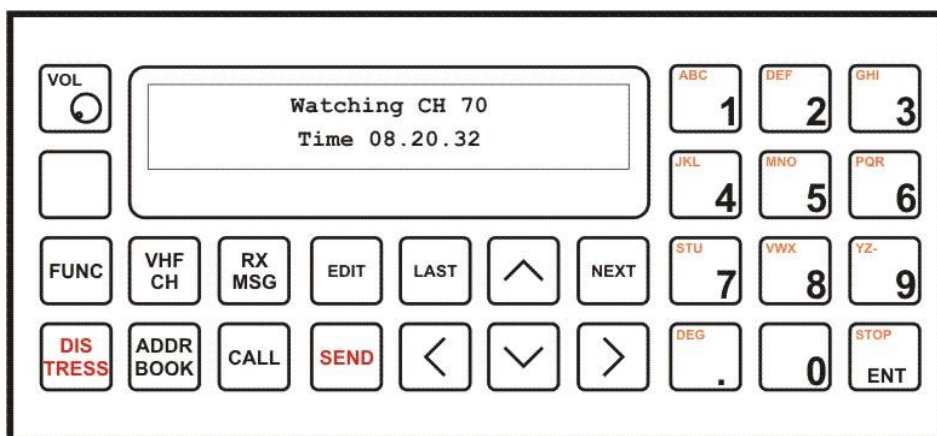 VOL
Watching CH 70
Time 08.20.32
ABC
1
DEF
2
GHI
3
JKL
4
MNO
5
PQR
6
FUNC
VHF
CH
RX
MSG
EDIT
LAST
NEXT
STU
7
VWX
8
YZ-
9
DIS
TRESS
ADDR
BOOK
CALL
SEND
DEG
.
0
STOP
ENT